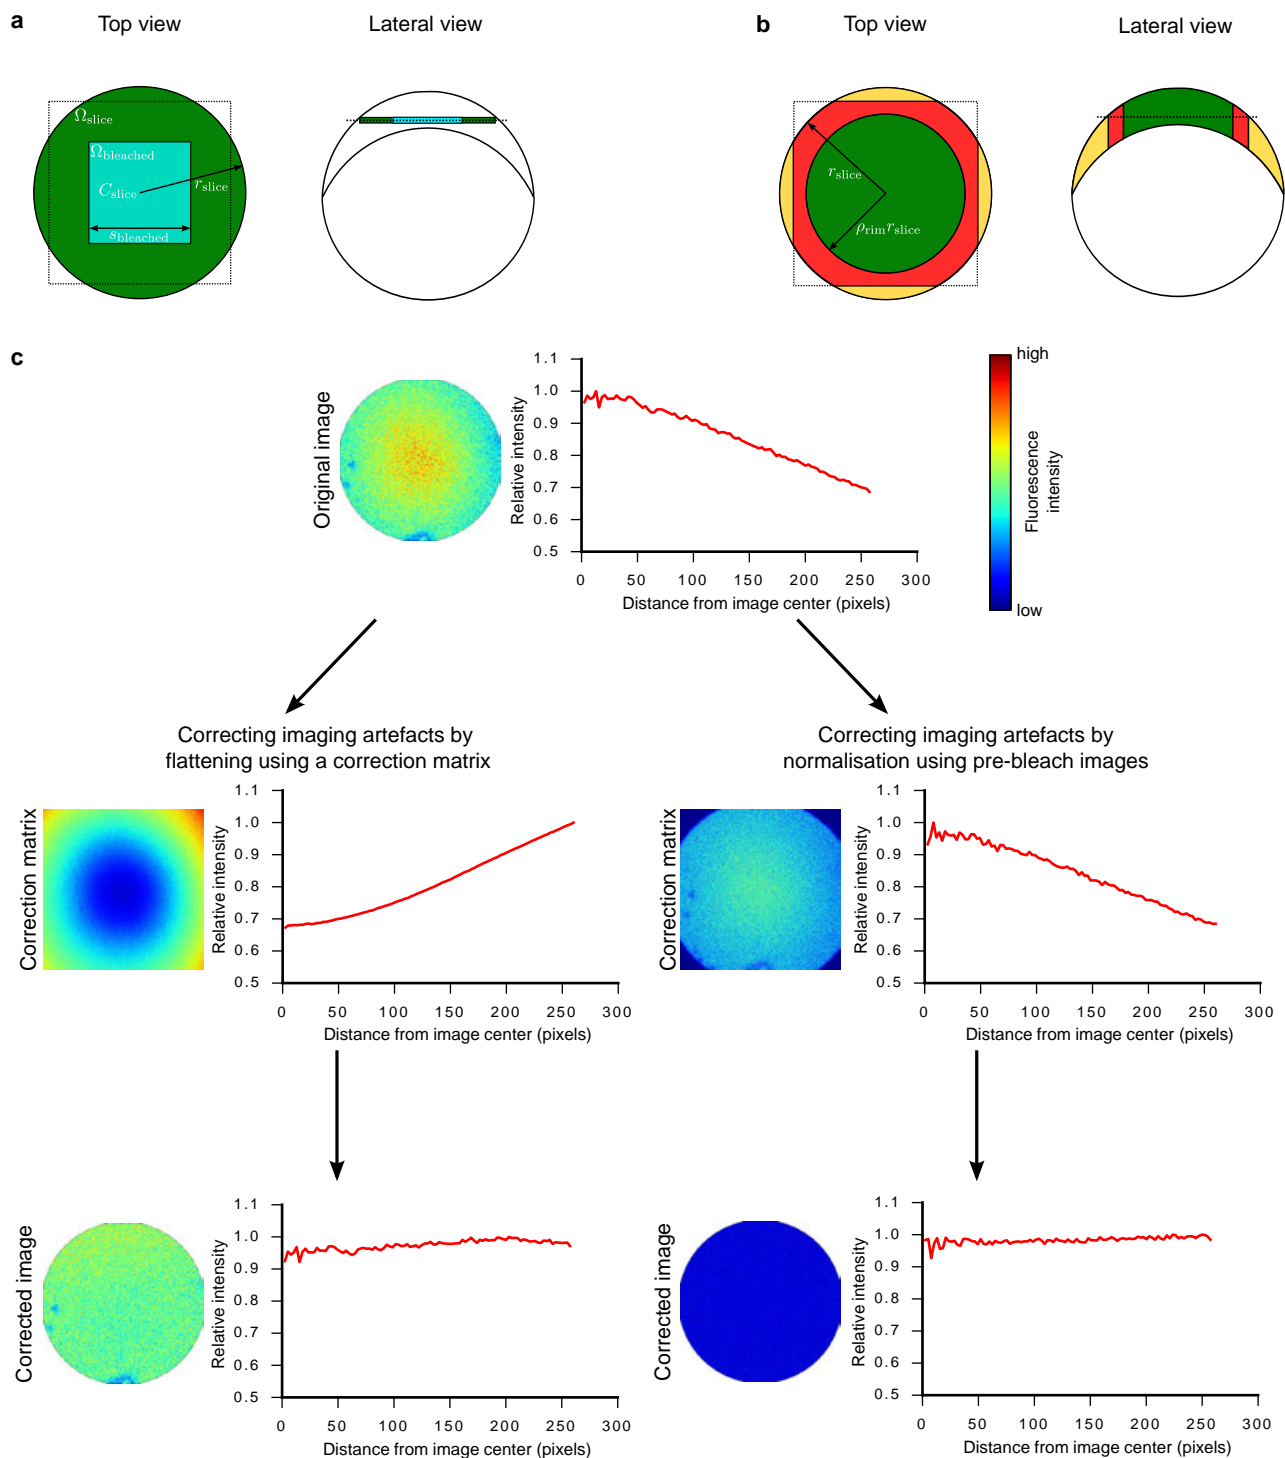 a
Top view
Lateral view
b
Top view
Lateral view
Ωslice
Ωbleached
Cslice
rslice
sbleached
rslice
ρrim rslice
c
Original image
Relative intensity
1.1
1.0
0.9
0.8
0.7
0.6
0.5
0 50 100 150 200 250 300
Distance from image center (pixels)
high
Fluorescence
intensity
low
Correcting imaging artefacts by
flattening using a correction matrix
Correcting imaging artefacts by
normalisation using pre-bleach images
Correction matrix
Relative intensity
1.1
1.0
0.9
0.8
0.7
0.6
0.5
0 50 100 150 200 250 300
Distance from image center (pixels)
Correction matrix
Relative intensity
1.1
1.0
0.9
0.8
0.7
0.6
0.5
0 50 100 150 200 250 300
Distance from image center (pixels)
Corrected image
Relative intensity
1.1
1.0
0.9
0.8
0.7
0.6
0.5
0 50 100 150 200 250 300
Distance from image center (pixels)
Corrected image
Relative intensity
1.1
1.0
0.9
0.8
0.7
0.6
0.5
0 50 100 150 200 250 300
Distance from image center (pixels)